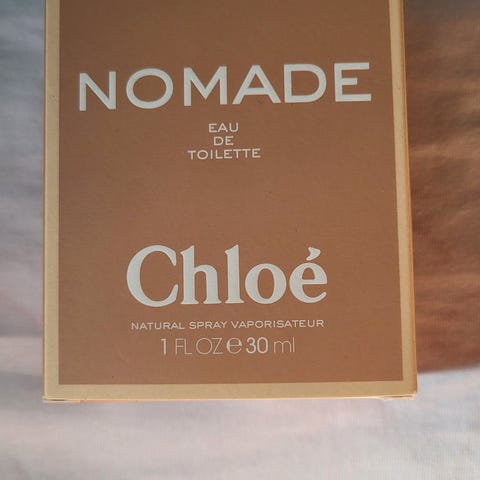 NOMADE
EAU
DE
TOILETTE
Chloé
NATURAL SPRAY VAPORISATEUR
1 FL OZ ℮ 30 ml